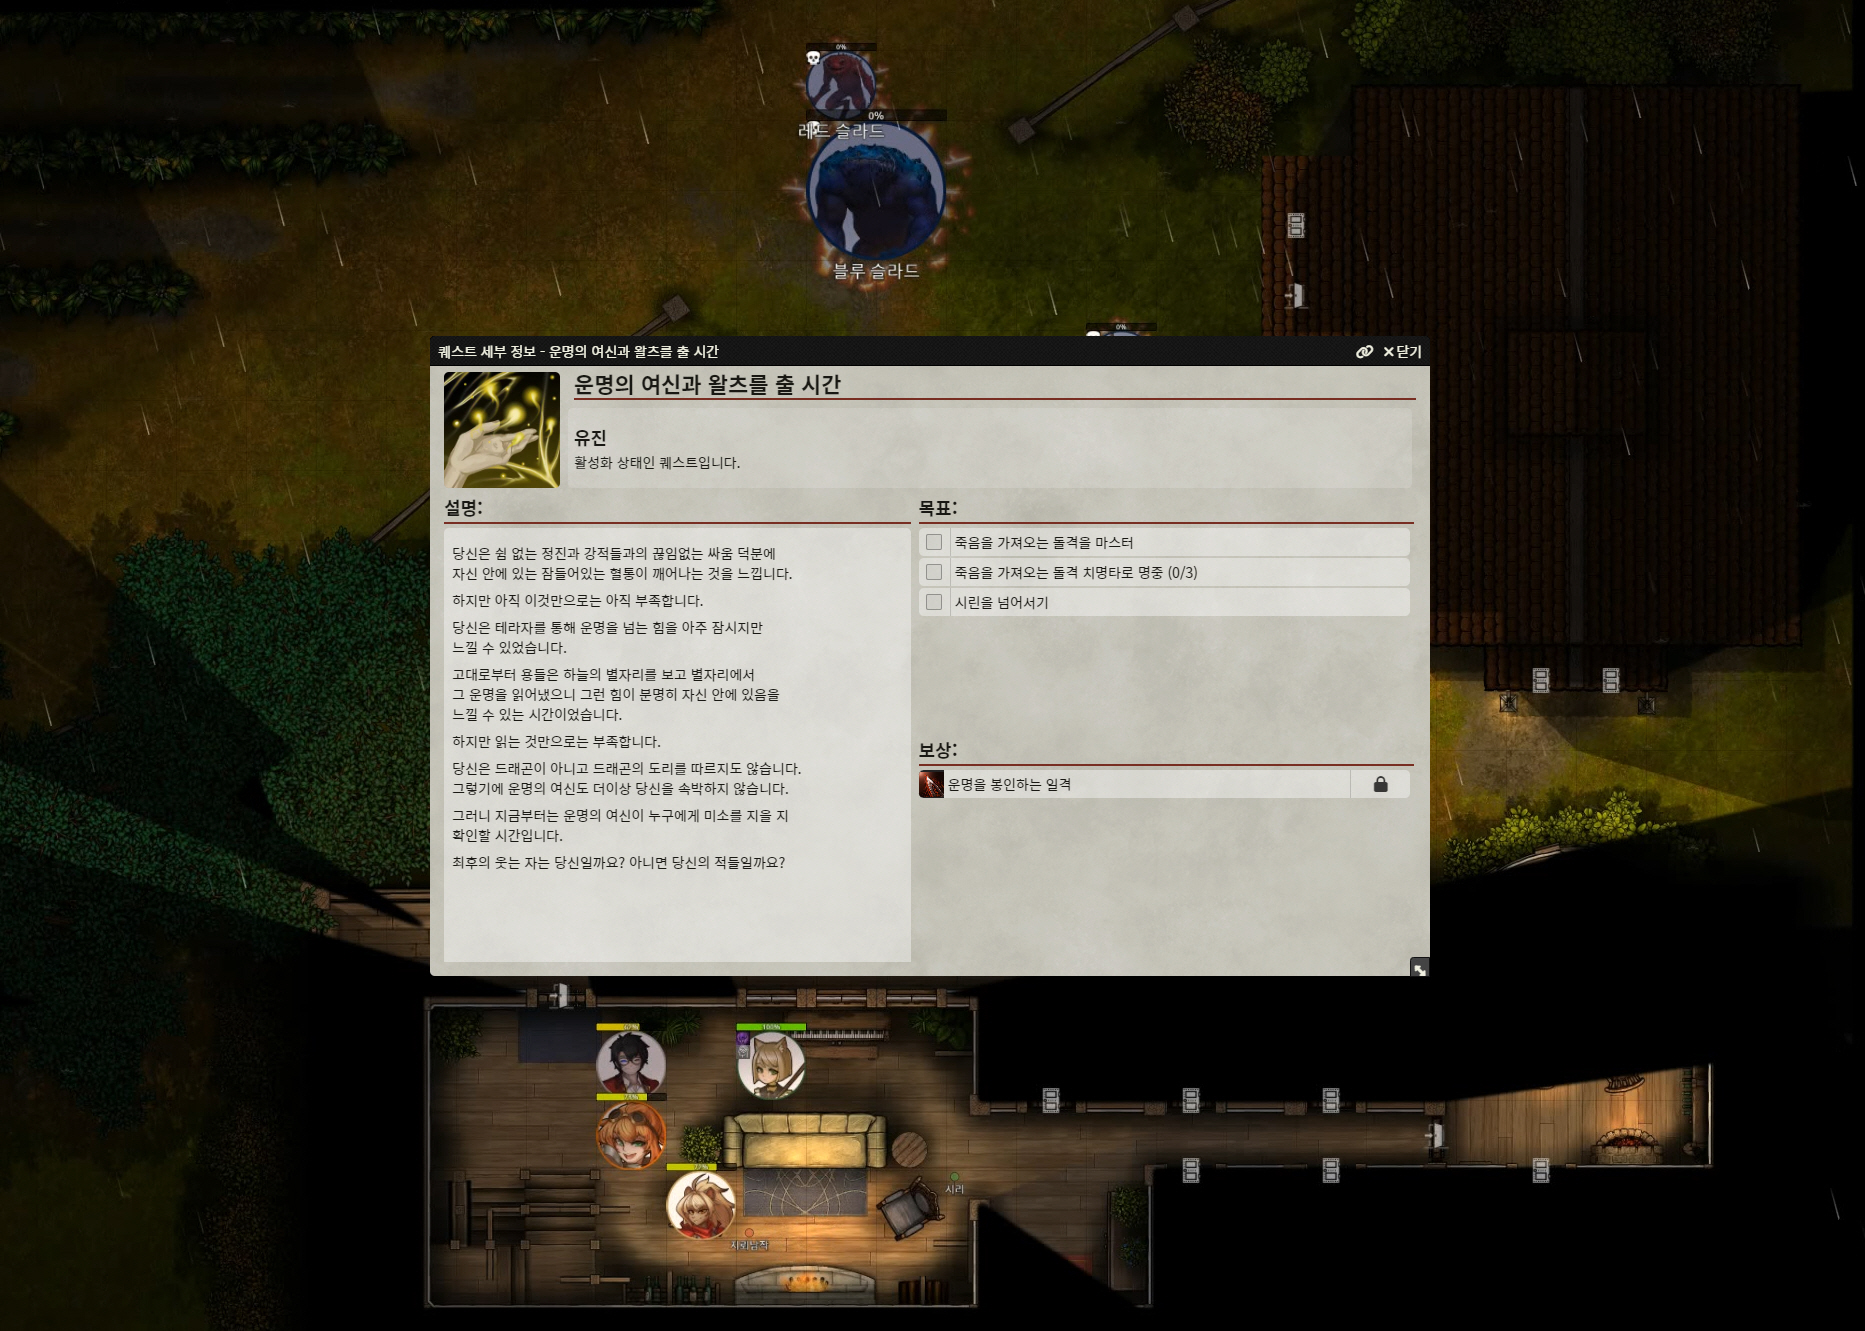 0%
0%
레드 슬라드
블루 슬라드
0%
퀘스트 세부 정보 - 운명의 여신과 왈츠를 출 시간
닫기
운명의 여신과 왈츠를 출 시간
유진
활성화 상태인 퀘스트입니다.
설명:
당신은 쉼 없는 정진과 강적들과의 끊임없는 싸움 덕분에
자신 안에 있는 잠들어있는 혈통이 깨어나는 것을 느낍니다.
하지만 아직 이것만으로는 아직 부족합니다.
당신은 테라자를 통해 운명을 넘는 힘을 아주 잠시지만
느낄 수 있었습니다.
고대로부터 용들은 하늘의 별자리를 보고 별자리에서
그 운명을 읽어냈으니 그런 힘이 분명히 자신 안에 있음을
느낄 수 있는 시간이었습니다.
하지만 읽는 것만으로는 부족합니다.
당신은 드래곤이 아니고 드래곤의 도리를 따르지도 않습니다.
그렇기에 운명의 여신도 더이상 당신을 속박하지 않습니다.
그러니 지금부터는 운명의 여신이 누구에게 미소를 지을 지
확인할 시간입니다.
최후의 웃는 자는 당신일까요? 아니면 당신의 적들일까요?
목표:
죽음을 가져오는 돌격을 마스터
죽음을 가져오는 돌격 치명타로 명중 (0/3)
시린을 넘어서기
보상:
운명을 봉인하는 일격
100%
시리